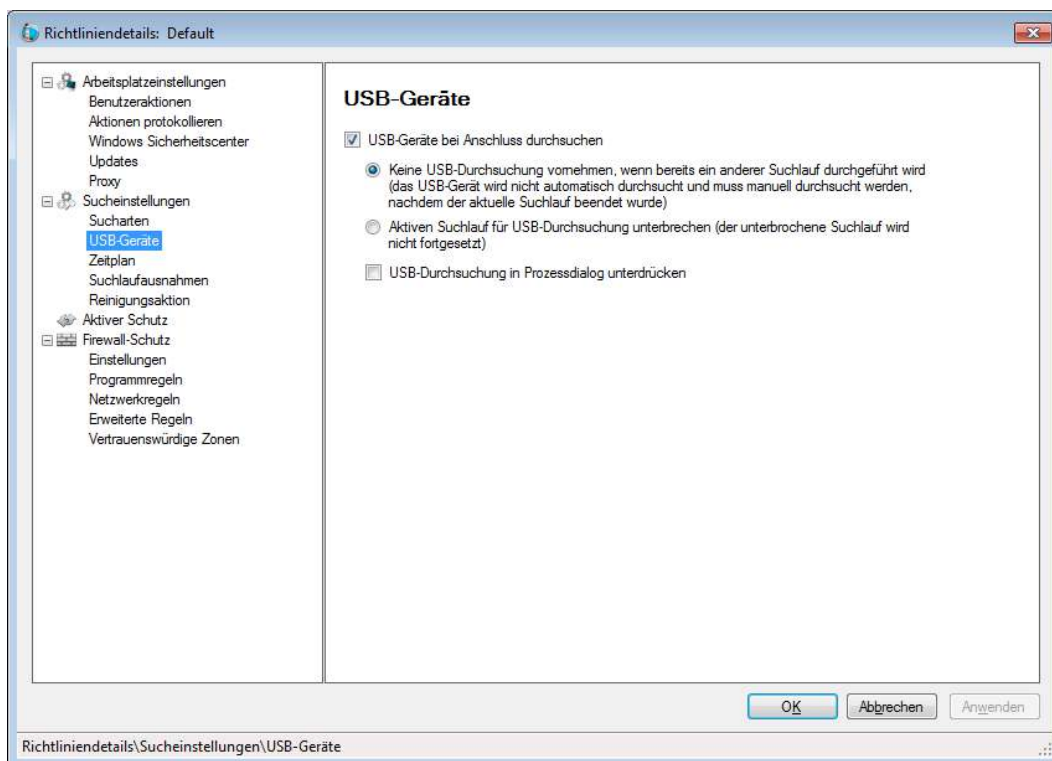 Richtliniendetails: Default
Arbeitsplatzeinstellungen
Benutzeraktionen
Aktionen protokollieren
Windows Sicherheitscenter
Updates
Proxy
Sucheinstellungen
Sucharten
USB-Geräte
Zeitplan
Suchlaufausnahmen
Reinigungsaktion
Aktiver Schutz
Firewall-Schutz
Einstellungen
Programmregeln
Netzwerkregeln
Erweiterte Regeln
Vertrauenswürdige Zonen
USB-Geräte
USB-Geräte bei Anschluss durchsuchen
Keine USB-Durchsuchung vornehmen, wenn bereits ein anderer Suchlauf durchgeführt wird
(das USB-Gerät wird nicht automatisch durchsucht und muss manuell durchsucht werden,
nachdem der aktuelle Suchlauf beendet wurde)
Aktiven Suchlauf für USB-Durchsuchung unterbrechen (der unterbrochene Suchlauf wird
nicht fortgesetzt)
USB-Durchsuchung in Prozessdialog unterdrücken
OK
Abbrechen
Anwenden
Richtliniendetails\Sucheinstellungen\USB-Geräte